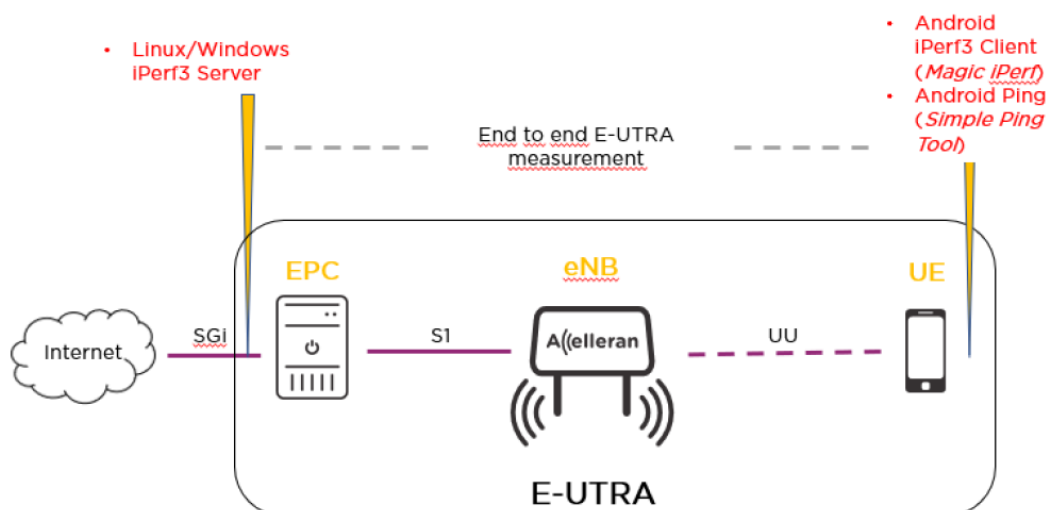 • Linux/Windows
iPerf3 Server
• Android
iPerf3 Client
(Magic iPerf)
• Android Ping
(Simple Ping
Tool)
End to end E-UTRA
measurement
EPC
eNB
UE
Internet
SGi
S1
A((elleran
UU
E-UTRA